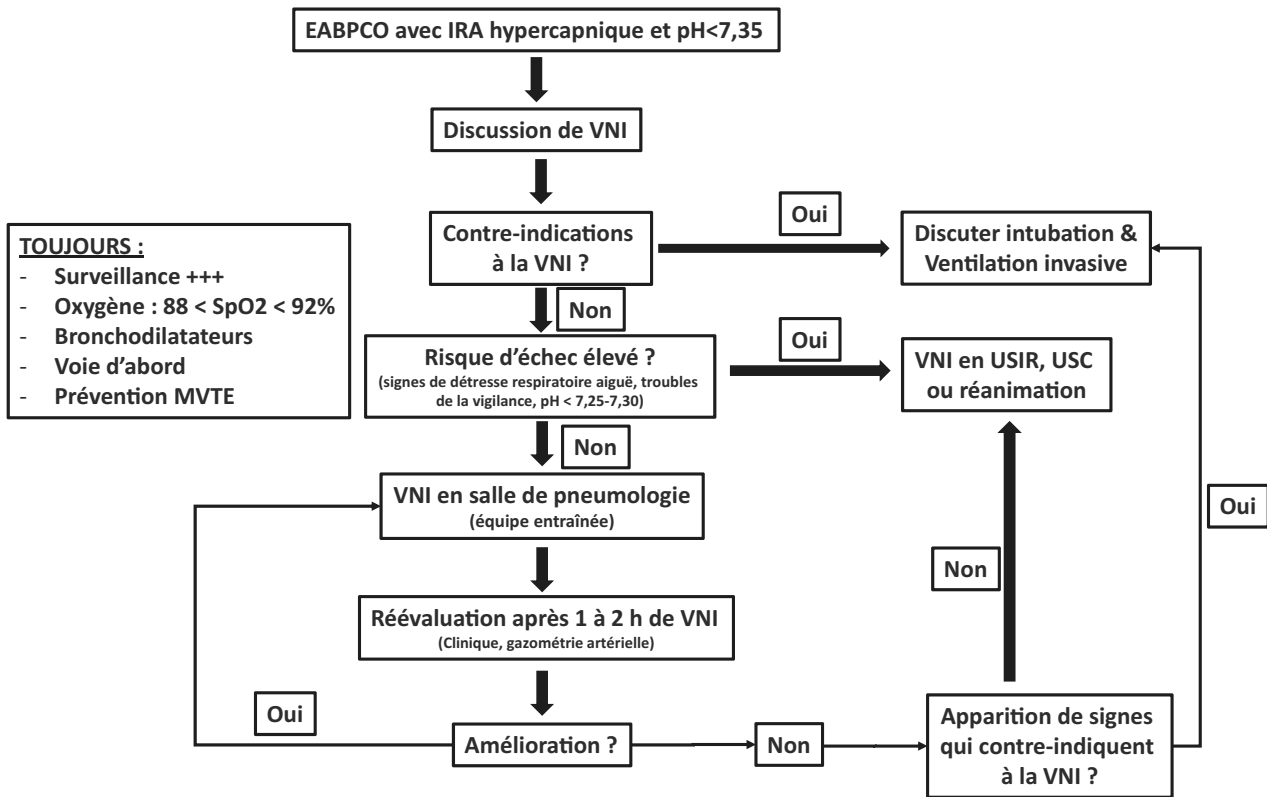 EABPCO avec IRA hypercapnique et pH<7,35
Discussion de VNI
Contre-indications
à la VNI ?
Oui
Discuter intubation &
Ventilation invasive
TOUJOURS :
- Surveillance +++
- Oxygène : 88 < SpO2 < 92%
- Bronchodilatateurs
- Voie d'abord
- Prévention MVTE
Non
Risque d'échec élevé ?
(signes de détresse respiratoire aiguë, troubles
de la vigilance, pH < 7,25-7,30)
Oui
VNI en USIR, USC
ou réanimation
Non
VNI en salle de pneumologie
(équipe entraînée)
Réévaluation après 1 à 2 h de VNI
(Clinique, gazométrie artérielle)
Oui
Amélioration ?
Non
Apparition de signes
qui contre-indiquent
à la VNI ?
Non
Oui